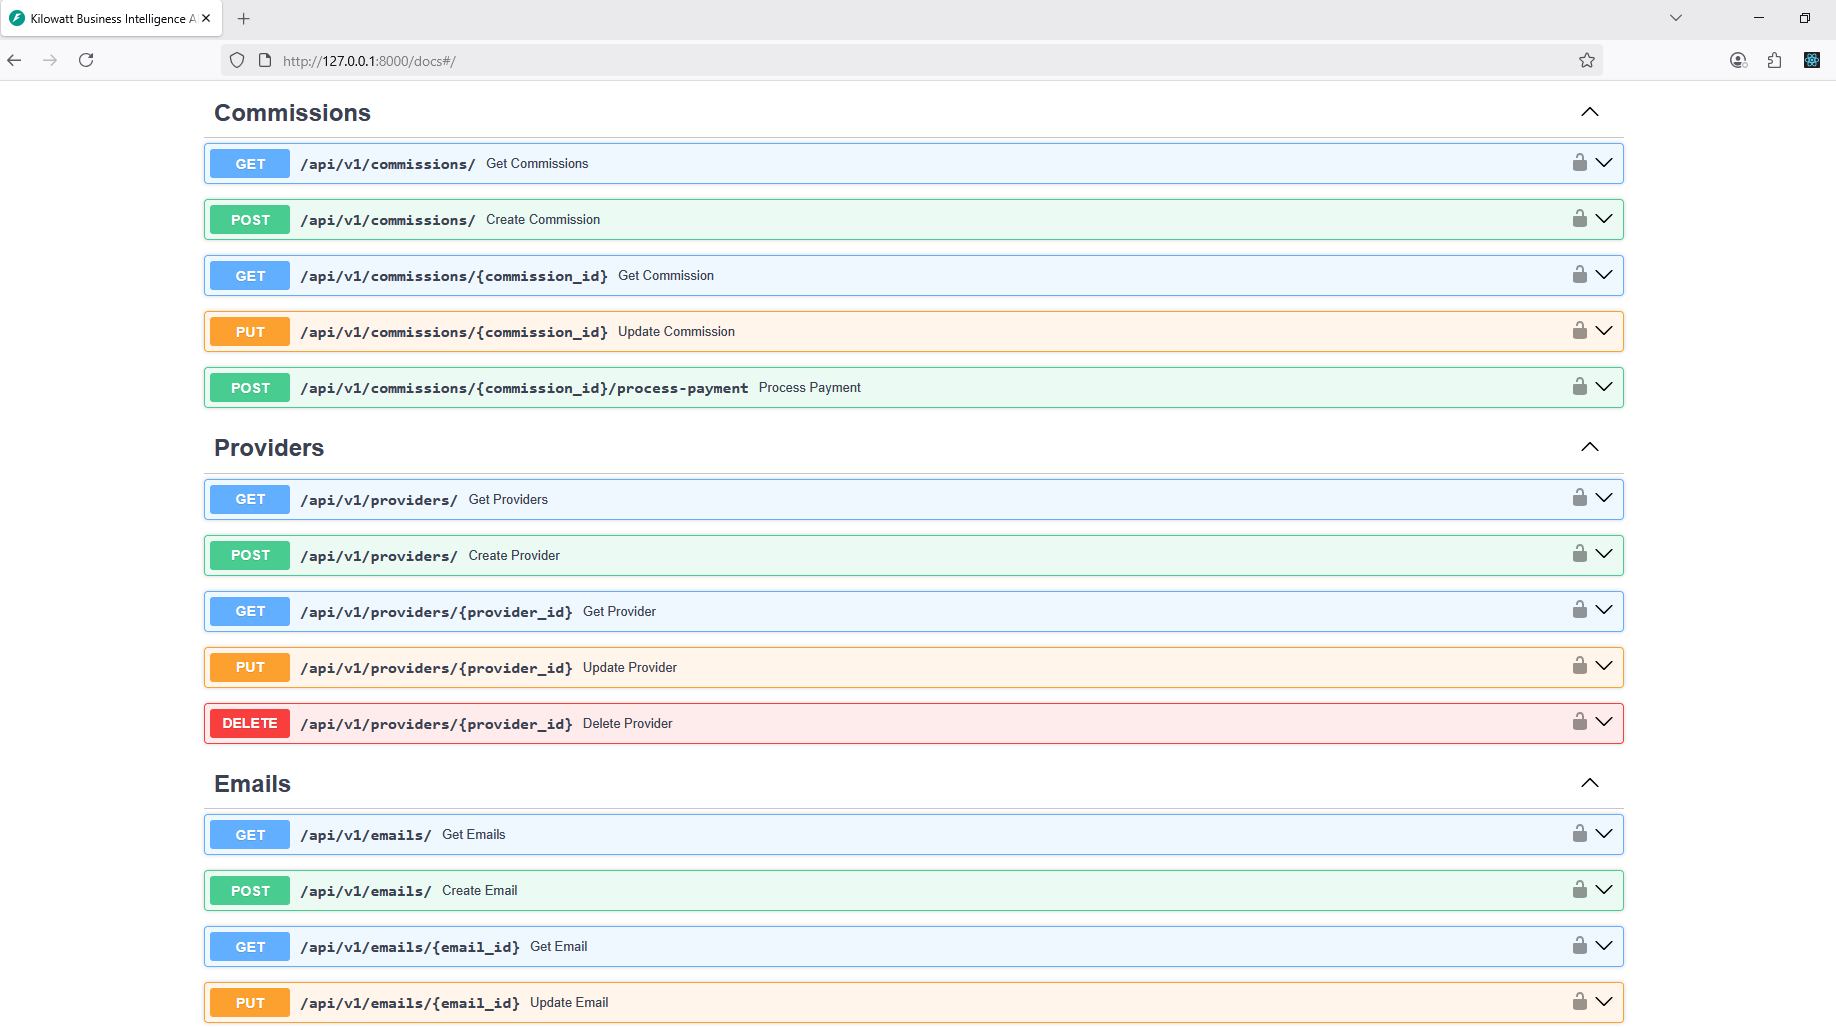 Kilowatt Business Intelligence A
http://127.0.0.1:8000/docs#/
Commissions
GET /api/v1/commissions/ Get Commissions
POST /api/v1/commissions/ Create Commission
GET /api/v1/commissions/{commission_id} Get Commission
PUT /api/v1/commissions/{commission_id} Update Commission
POST /api/v1/commissions/{commission_id}/process-payment Process Payment
Providers
GET /api/v1/providers/ Get Providers
POST /api/v1/providers/ Create Provider
GET /api/v1/providers/{provider_id} Get Provider
PUT /api/v1/providers/{provider_id} Update Provider
DELETE /api/v1/providers/{provider_id} Delete Provider
Emails
GET /api/v1/emails/ Get Emails
POST /api/v1/emails/ Create Email
GET /api/v1/emails/{email_id} Get Email
PUT /api/v1/emails/{email_id} Update Email